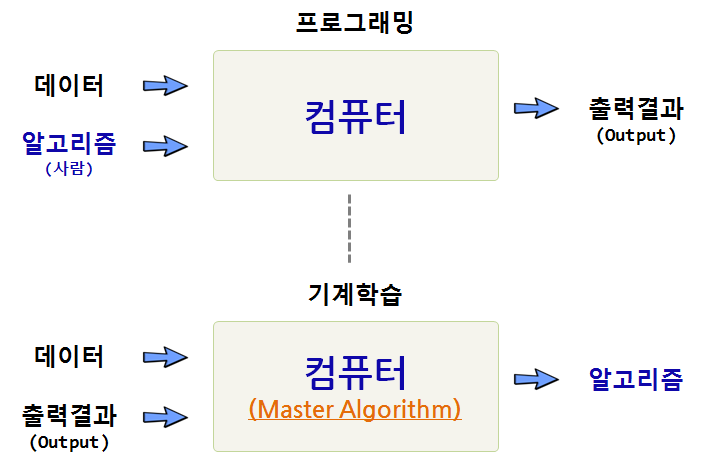 프로그래밍
데이터
알고리즘
(사람)
컴퓨터
출력결과
(Output)
기계학습
데이터
출력결과
(Output)
컴퓨터
(Master Algorithm)
알고리즘